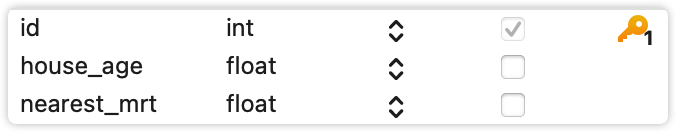 id int 1
house_age float
nearest_mrt float